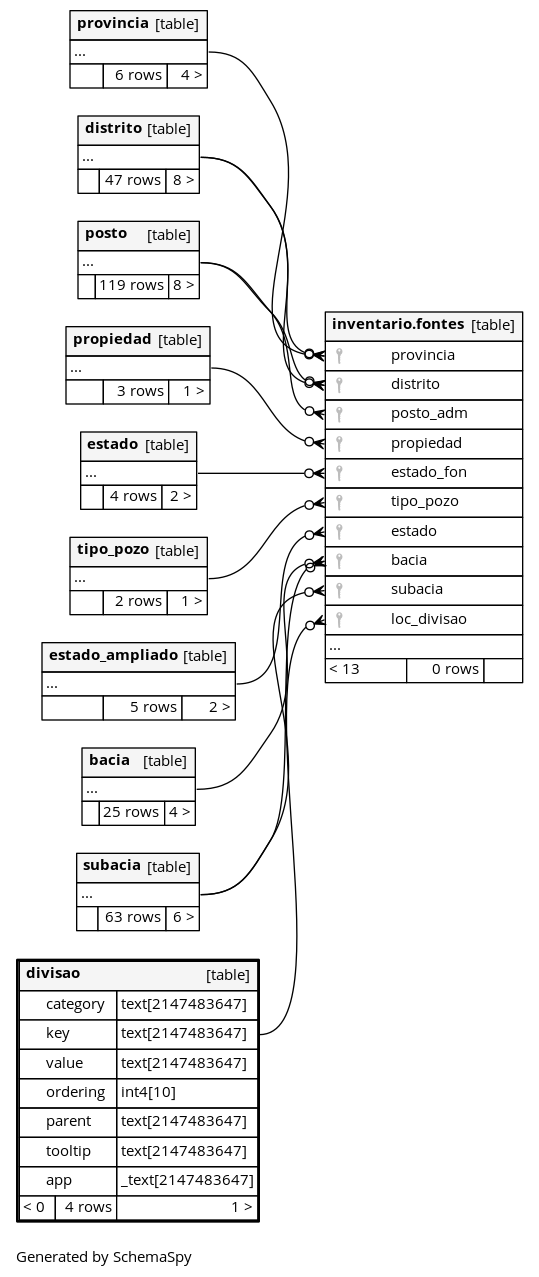 provincia [table]
...
6 rows 4 >
distrito [table]
...
47 rows 8 >
posto [table]
...
119 rows 8 >
propiedad [table]
...
3 rows 1 >
estado [table]
...
4 rows 2 >
tipo_pozo [table]
...
2 rows 1 >
estado_ampliado [table]
...
5 rows 2 >
bacia [table]
...
25 rows 4 >
subacia [table]
...
63 rows 6 >
divisao [table]
category text[2147483647]
key text[2147483647]
value text[2147483647]
ordering int4[10]
parent text[2147483647]
tooltip text[2147483647]
app _text[2147483647]
< 0 4 rows 1 >
inventario.fontes [table]
provincia
distrito
posto_adm
propiedad
estado_fon
tipo_pozo
estado
bacia
subacia
loc_divisao
...
< 13 0 rows
Generated by SchemaSpy